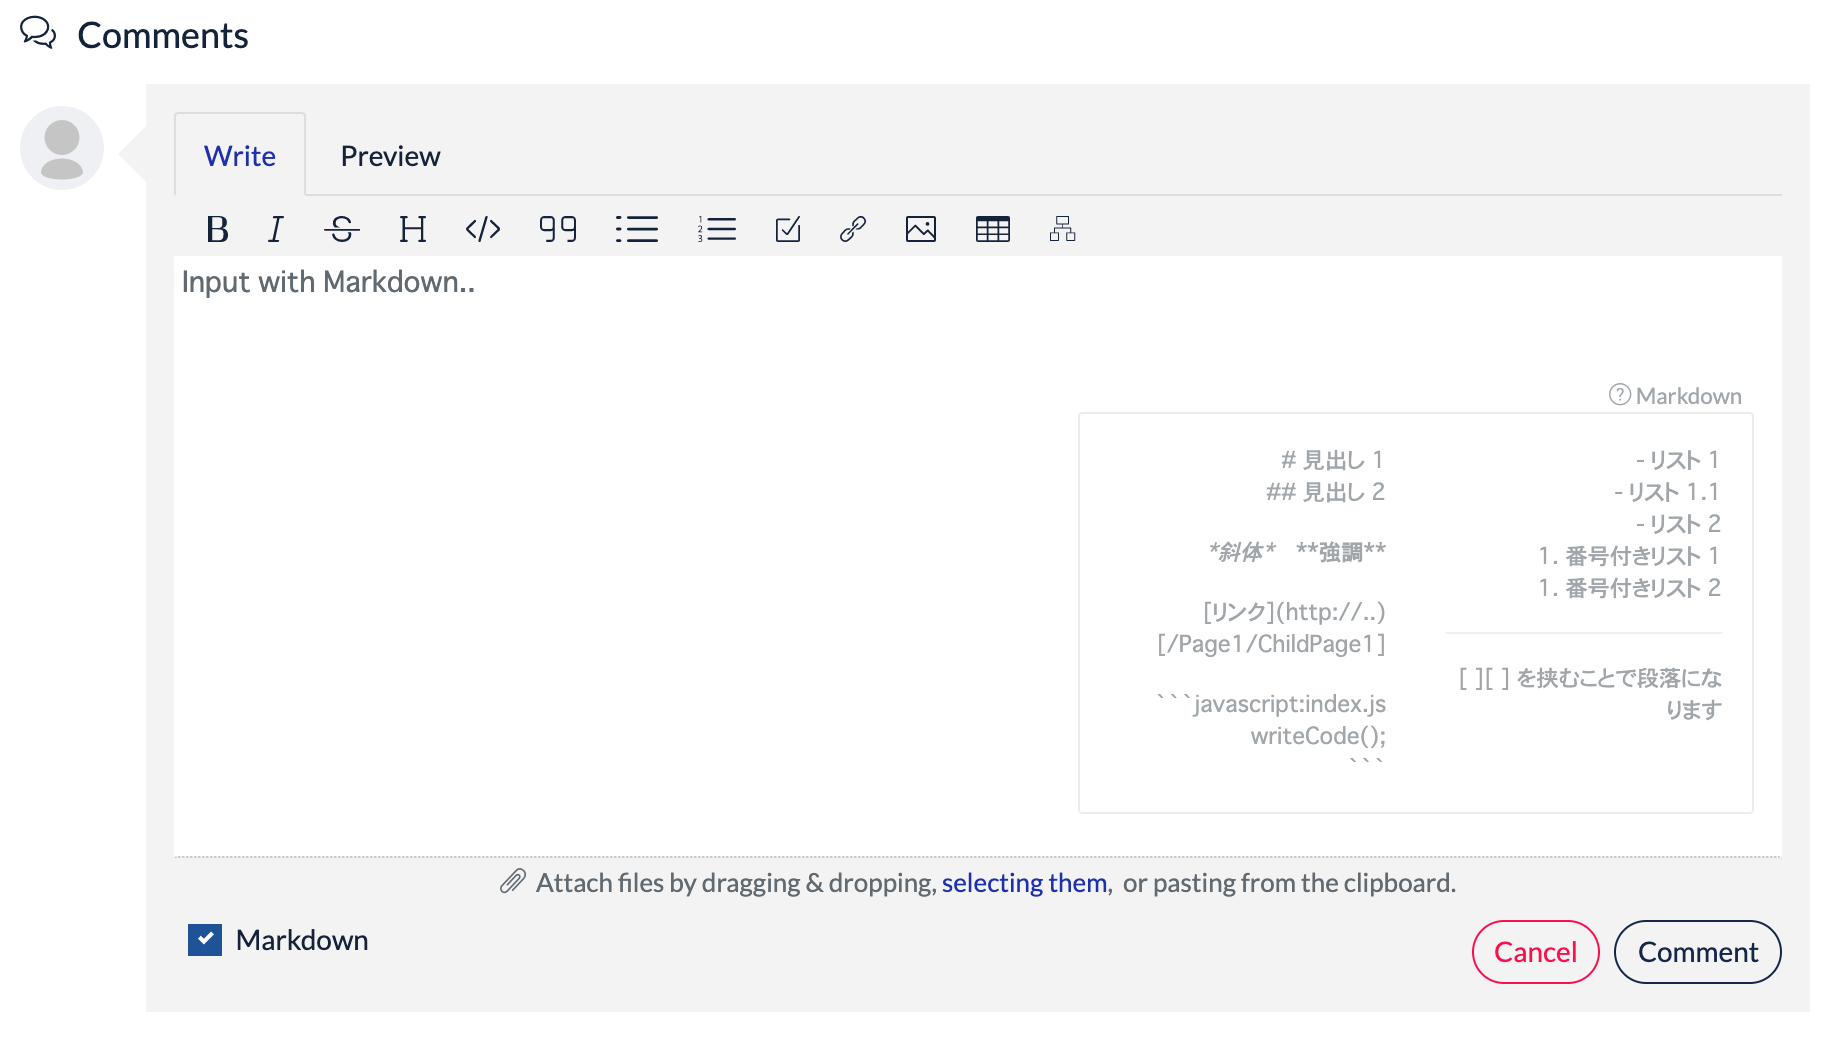 Comments
Write
Preview
B I S H </> 99
Input with Markdown..
Markdown
# 見出し 1
## 見出し 2
*斜体* **強調**
[リンク](http://..)
[/Page1/ChildPage1]
```javascript:index.js
writeCode();
```
- リスト 1
- リスト 1.1
- リスト 2
1. 番号付きリスト 1
1. 番号付きリスト 2
[ ][ ] を挟むことで段落にな
ります
Attach files by dragging & dropping, selecting them, or pasting from the clipboard.
Markdown
Cancel
Comment